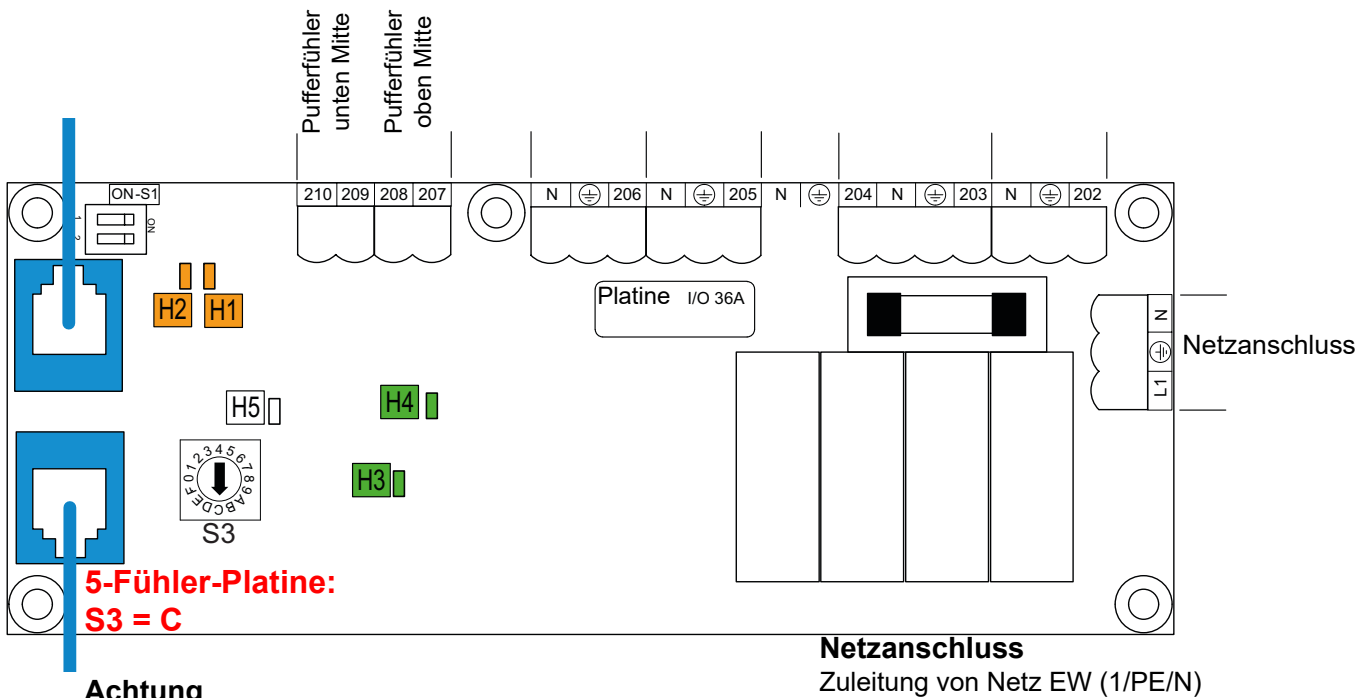 Pufferfühler
unten Mitte
Pufferfühler
oben Mitte
ON-S1
1
2
ON
210 209 208 207
N 206 N 205 N 204 N 203 N 202
H2 H1
Platine I/O 36A
N
L1
Netzanschluss
H5
H4
H3
0123456789ABCDEF
S3
5-Fühler-Platine:
S3 = C
Netzanschluss
Zuleitung von Netz EW (1/PE/N)
Achtung